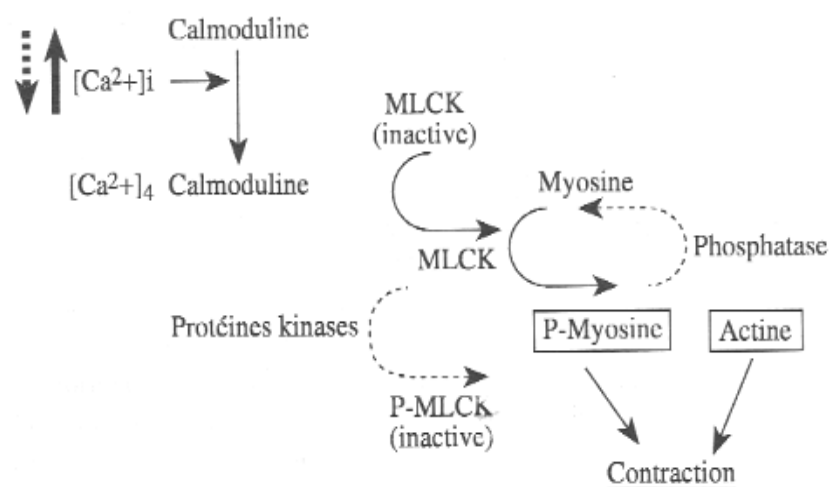 Calmoduline
[Ca2+]i
[Ca2+]4 Calmoduline
MLCK
(inactive)
MLCK
Myosine
Phosphatase
Protéines kinases
P-MLCK
(inactive)
P-Myosine
Actine
Contraction